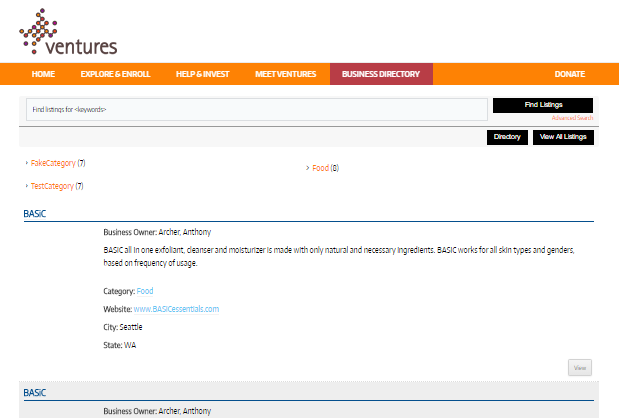 ventures
HOME EXPLORE & ENROLL HELP & INVEST MEET VENTURES BUSINESS DIRECTORY DONATE
Find listings for <keywords>
Find Listings
Advanced Search
Directory View All Listings
› FakeCategory (7)
› Food (8)
› TestCategory (7)
BASiC
Business Owner: Archer, Anthony
BASiC all in one exfoliant, cleanser and moisturizer is made with only natural and necessary ingredients. BASiC works for all skin types and genders,
based on frequency of usage.
Category: Food
Website: www.BASiCessentials.com
City: Seattle
State: WA
View
BASiC
Business Owner: Archer, Anthony